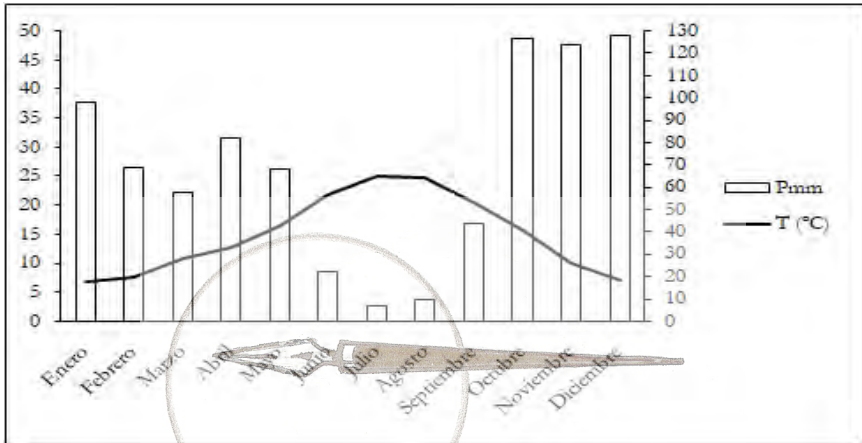 50
45
40
35
30
25
20
15
10
5
0
130
120
110
100
90
80
70
60
50
40
30
20
10
0
Pmm
T (°C)
Enero
Febrero
Marzo
Abril
Mayo
Junio
Julio
Agosto
Septiembre
Octubre
Noviembre
Diciembre